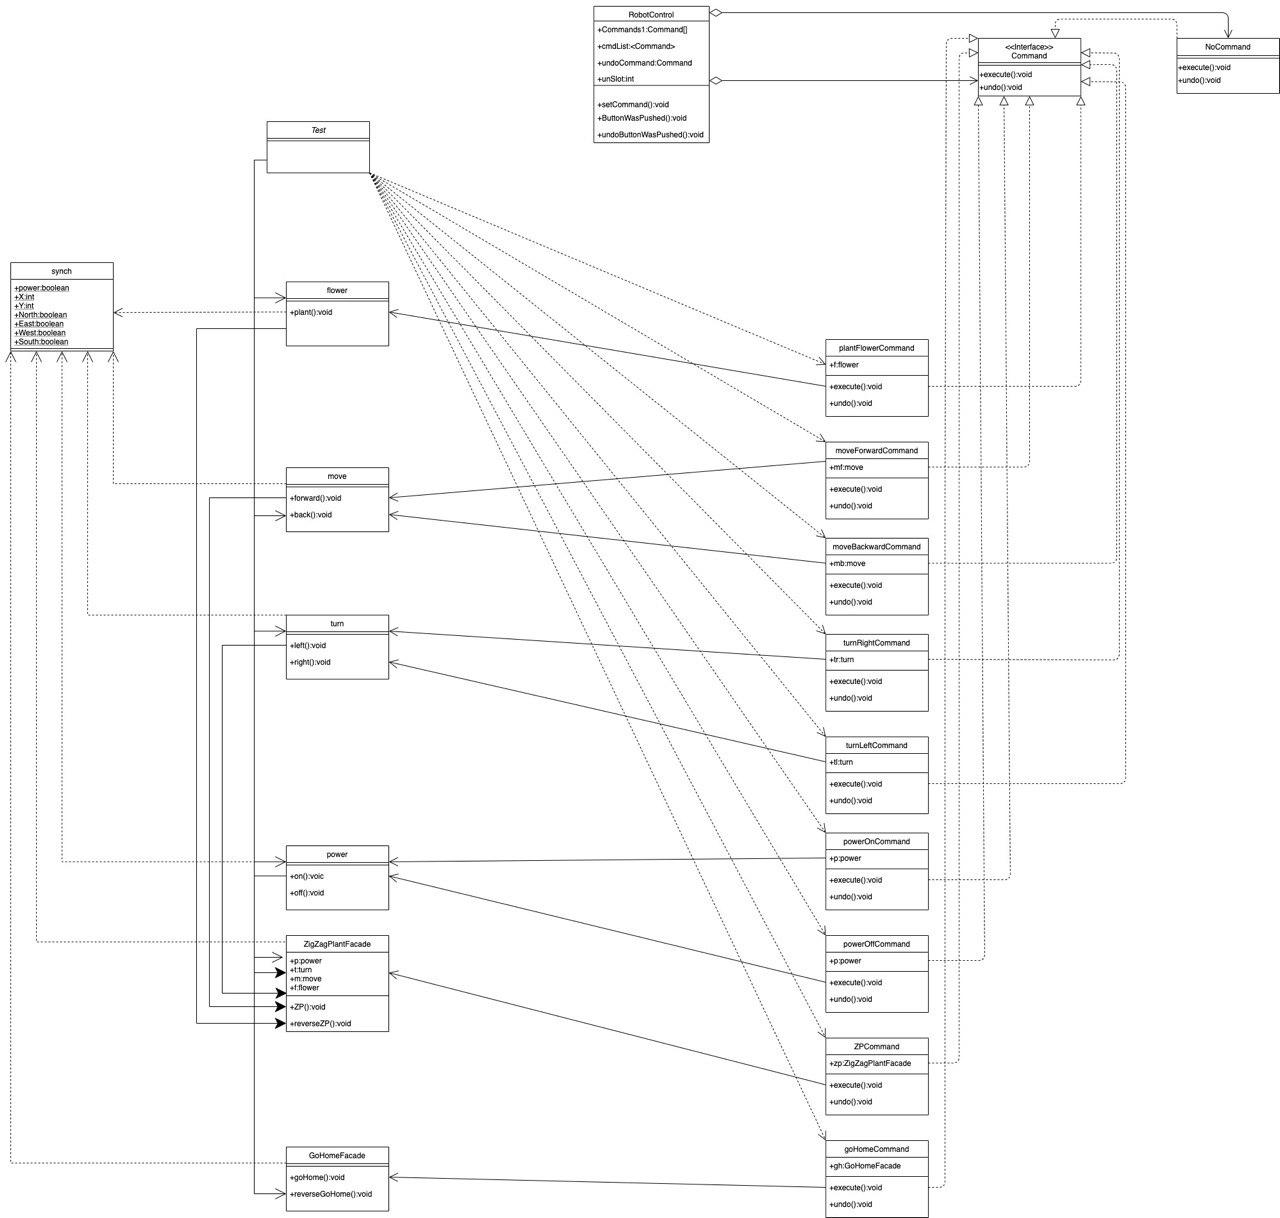 RobotControl
+Commands1:Command[]
+cmdList:<Command>
+undoCommand:Command
+unSlot:int
+setCommand():void
+ButtonWasPushed():void
+undoButtonWasPushed():void
<<Interface>>
Command
+execute():void
+undo():void
NoCommand
+execute():void
+undo():void
Test
synch
+power:boolean
+X:int
+Y:int
+North:boolean
+East:boolean
+West:boolean
+South:boolean
flower
+plant():void
plantFlowerCommand
+f:flower
+execute():void
+undo():void
move
+forward():void
+back():void
moveForwardCommand
+mf:move
+execute():void
+undo():void
moveBackwardCommand
+mb:move
+execute():void
+undo():void
turn
+left():void
+right():void
turnRightCommand
+tr:turn
+execute():void
+undo():void
turnLeftCommand
+tl:turn
+execute():void
+undo():void
power
+on():voic
+off():void
powerOnCommand
+p:power
+execute():void
+undo():void
ZigZagPlantFacade
+p:power
+t:turn
+m:move
+f:flower
+ZP():void
+reverseZP():void
powerOffCommand
+p:power
+execute():void
+undo():void
ZPCommand
+zp:ZigZagPlantFacade
+execute():void
+undo():void
GoHomeFacade
+goHome():void
+reverseGoHome():void
goHomeCommand
+gh:GoHomeFacade
+execute():void
+undo():void